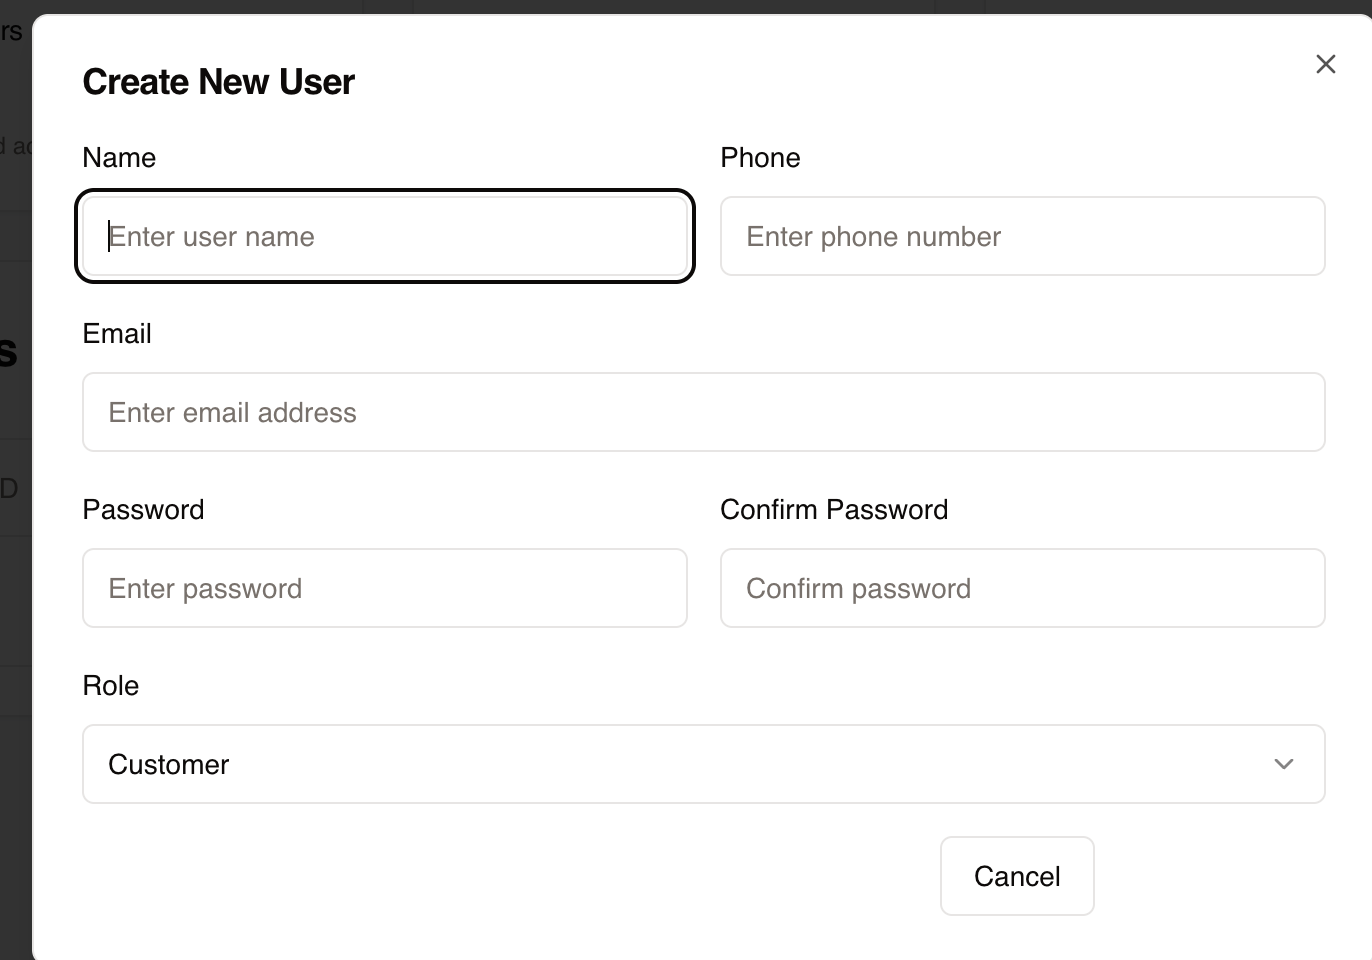 rs
Create New User
d ac
Name
Phone
Enter user name
Enter phone number
Email
s
Enter email address
D
Password
Confirm Password
Enter password
Confirm password
Role
Customer
Cancel